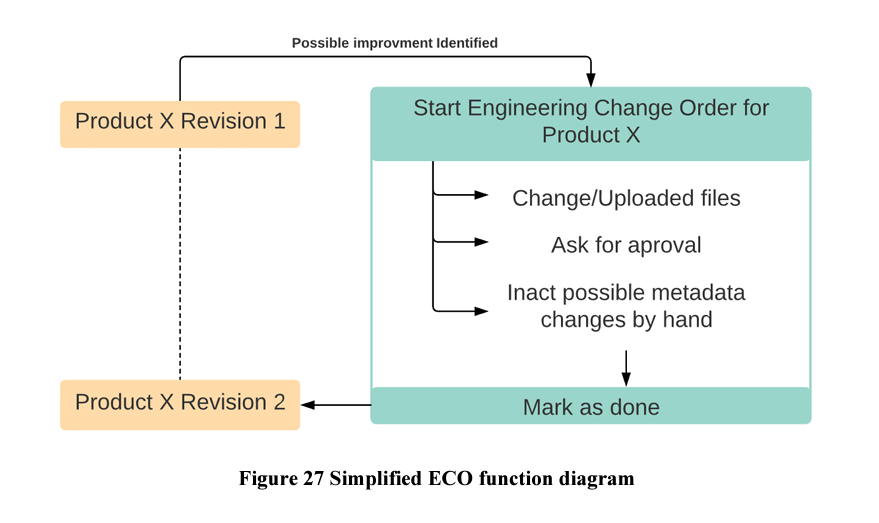 Possible improvment Identified
Product X Revision 1
Start Engineering Change Order for
Product X
Change/Uploaded files
Ask for aproval
Inact possible metadata
changes by hand
Product X Revision 2
Mark as done
Figure 27 Simplified ECO function diagram